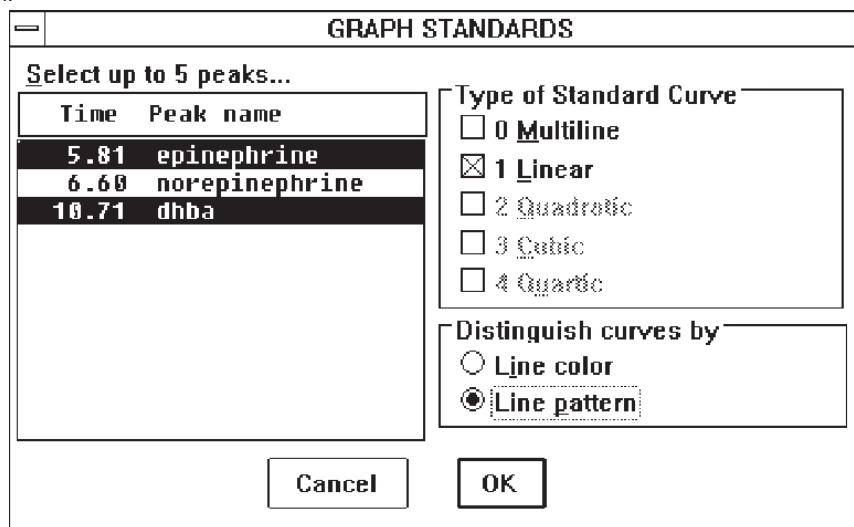 GRAPH STANDARDS
Select up to 5 peaks...
Time Peak name
5.81 epinephrine
6.60 norepinephrine
10.71 dhba
Type of Standard Curve
0 Multiline
1 Linear
2 Quadratic
3 Cubic
4 Quartic
Distinguish curves by
Line color
Line pattern
Cancel
OK